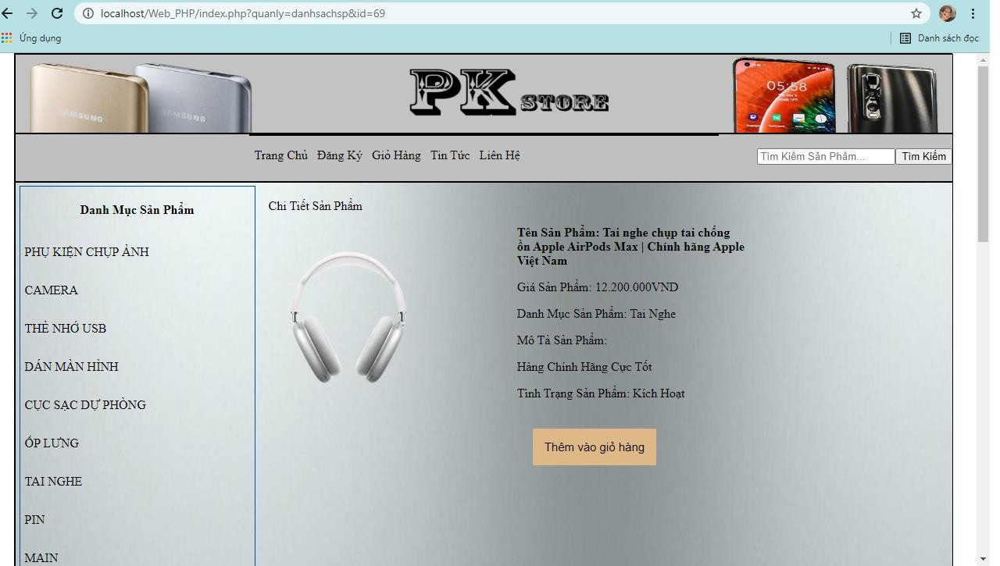 localhost/Web_PHP/index.php?quanly=danhsachsp&id=69
Ứng dụng
Danh sách đọc
SAMSUNG
SAMSUNG
PK STORE
05:58
Trang Chủ Đăng Ký Giỏ Hàng Tin Tức Liên Hệ
Tìm Kiếm Sản Phẩm... Tìm Kiếm
Danh Mục Sản Phẩm
PHỤ KIỆN CHỤP ẢNH
CAMERA
THẺ NHỚ USB
DÁN MÀN HÌNH
CỤC SẠC DỰ PHÒNG
ỐP LƯNG
TAI NGHE
PIN
MAIN
Chi Tiết Sản Phẩm
Tên Sản Phẩm: Tai nghe chụp tai chống
ồn Apple AirPods Max | Chính hãng Apple
Việt Nam
Giá Sản Phẩm: 12.200.000VND
Danh Mục Sản Phẩm: Tai Nghe
Mô Tả Sản Phẩm:
Hàng Chính Hãng Cực Tốt
Tình Trạng Sản Phẩm: Kích Hoạt
Thêm vào giỏ hàng